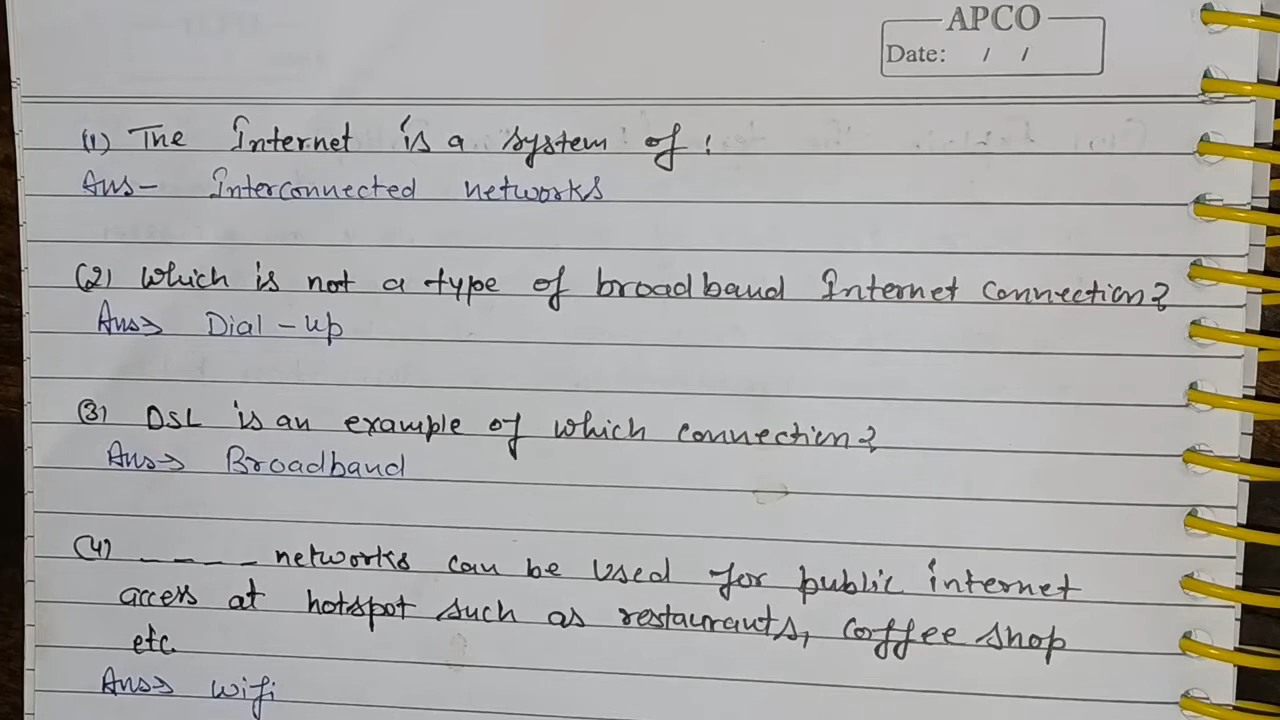 APCO
Date: / /
(1) The Internet is a system of :
Ans- Interconnected networks
(2) Which is not a type of broadband Internet connection?
Ans→ Dial-up
(3) DSL is an example of which connection?
Ans→ Broadband
(4) ---- networks can be used for public internet
access at hotspot such as restaurants, coffee shop
etc.
Ans→ wifi